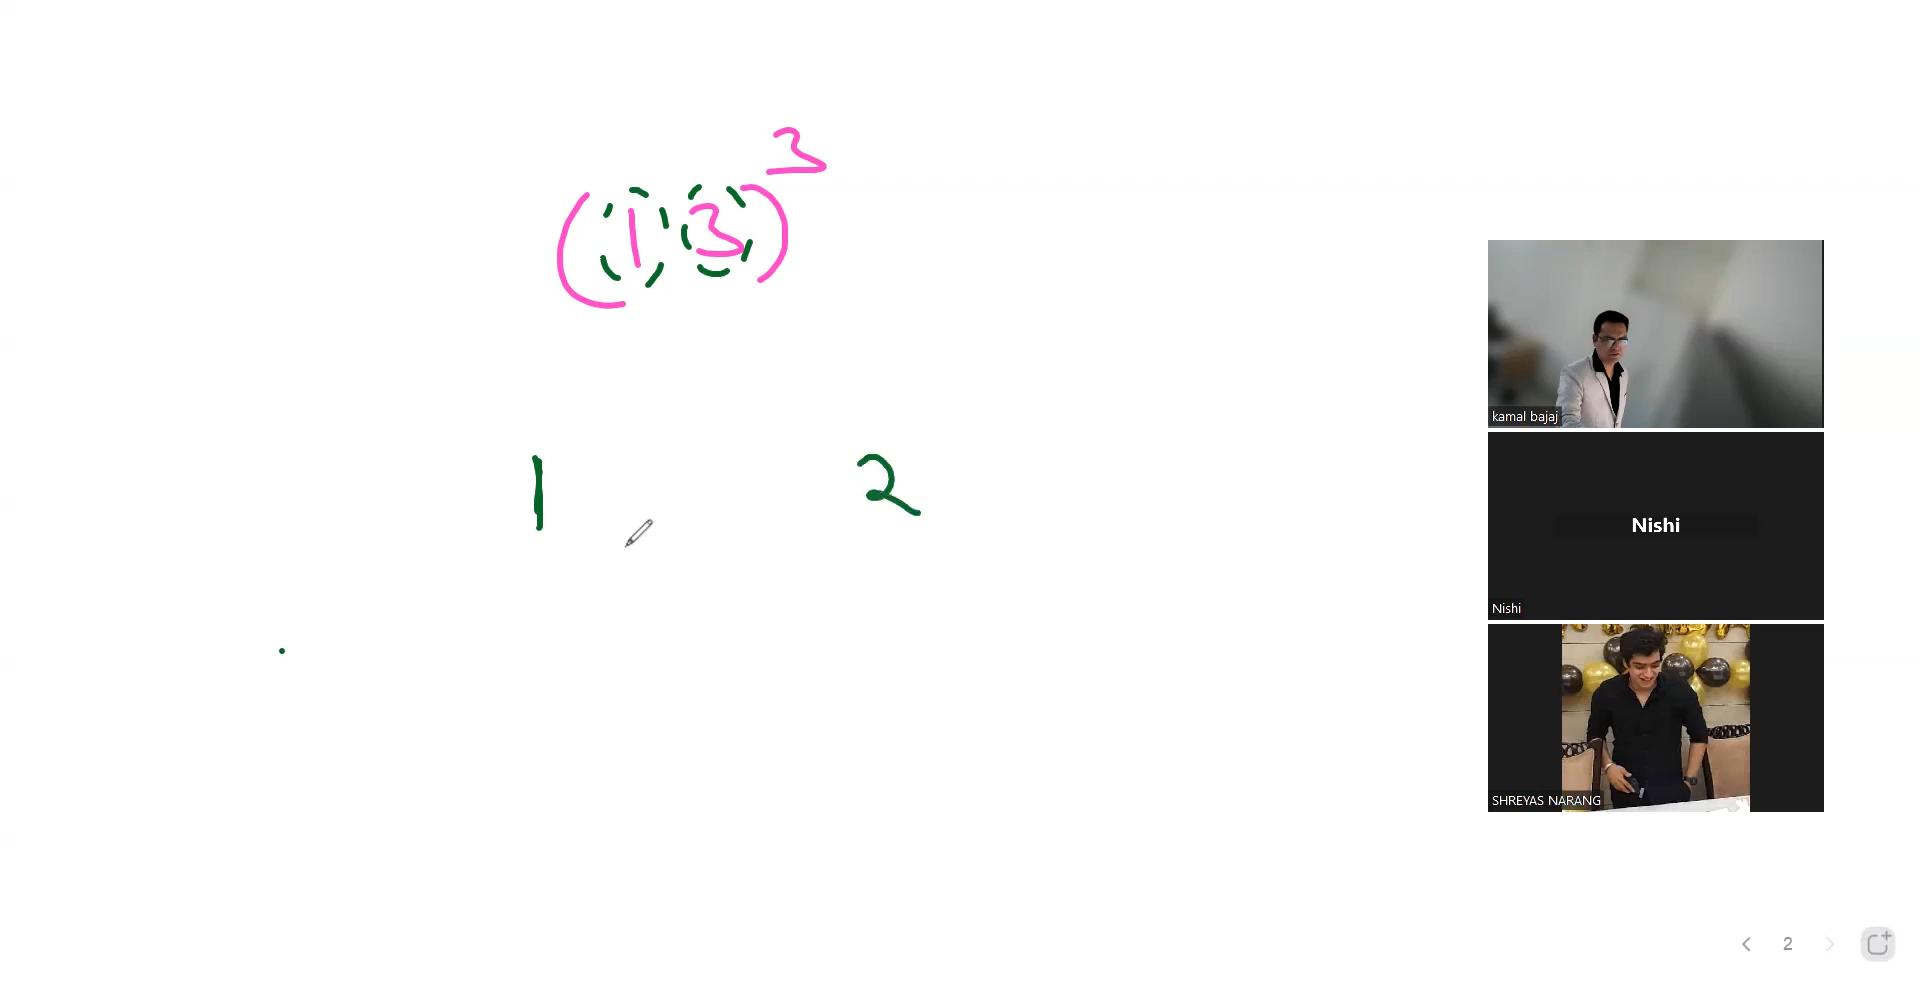 (13)³
1 2
kamal bajaj
Nishi
Nishi
SHREYAS NARANG
2